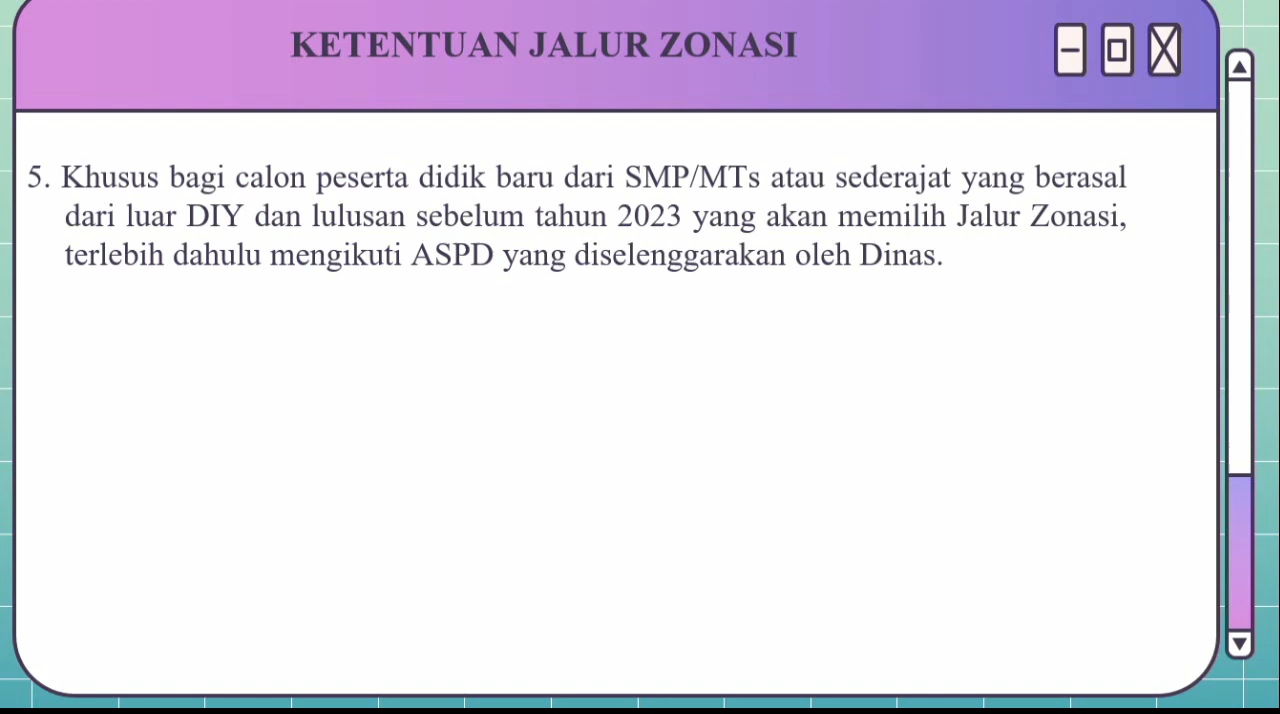 KETENTUAN JALUR ZONASI
5. Khusus bagi calon peserta didik baru dari SMP/MTs atau sederajat yang berasal
dari luar DIY dan lulusan sebelum tahun 2023 yang akan memilih Jalur Zonasi,
terlebih dahulu mengikuti ASPD yang diselenggarakan oleh Dinas.